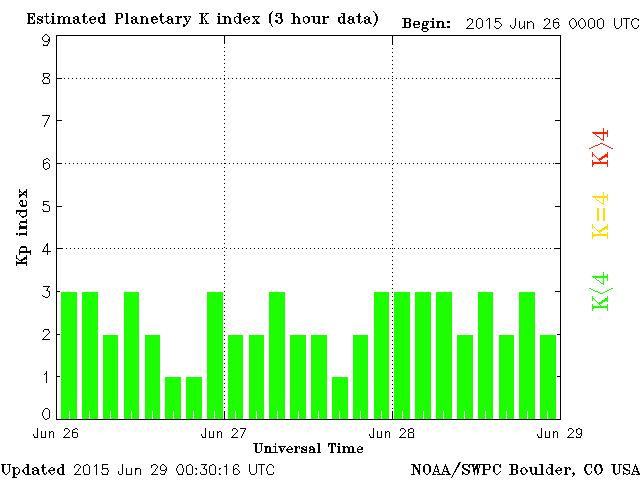 Estimated Planetary K index (3 hour data)
Begin: 2015 Jun 26 0000 UTC
9
8
7
6
5
4
3
2
1
0
Kp index
K>4
K=4
K<4
Jun 26 Jun 27 Jun 28 Jun 29
Universal Time
Updated 2015 Jun 29 00:30:16 UTC
NOAA/SWPC Boulder, CO USA